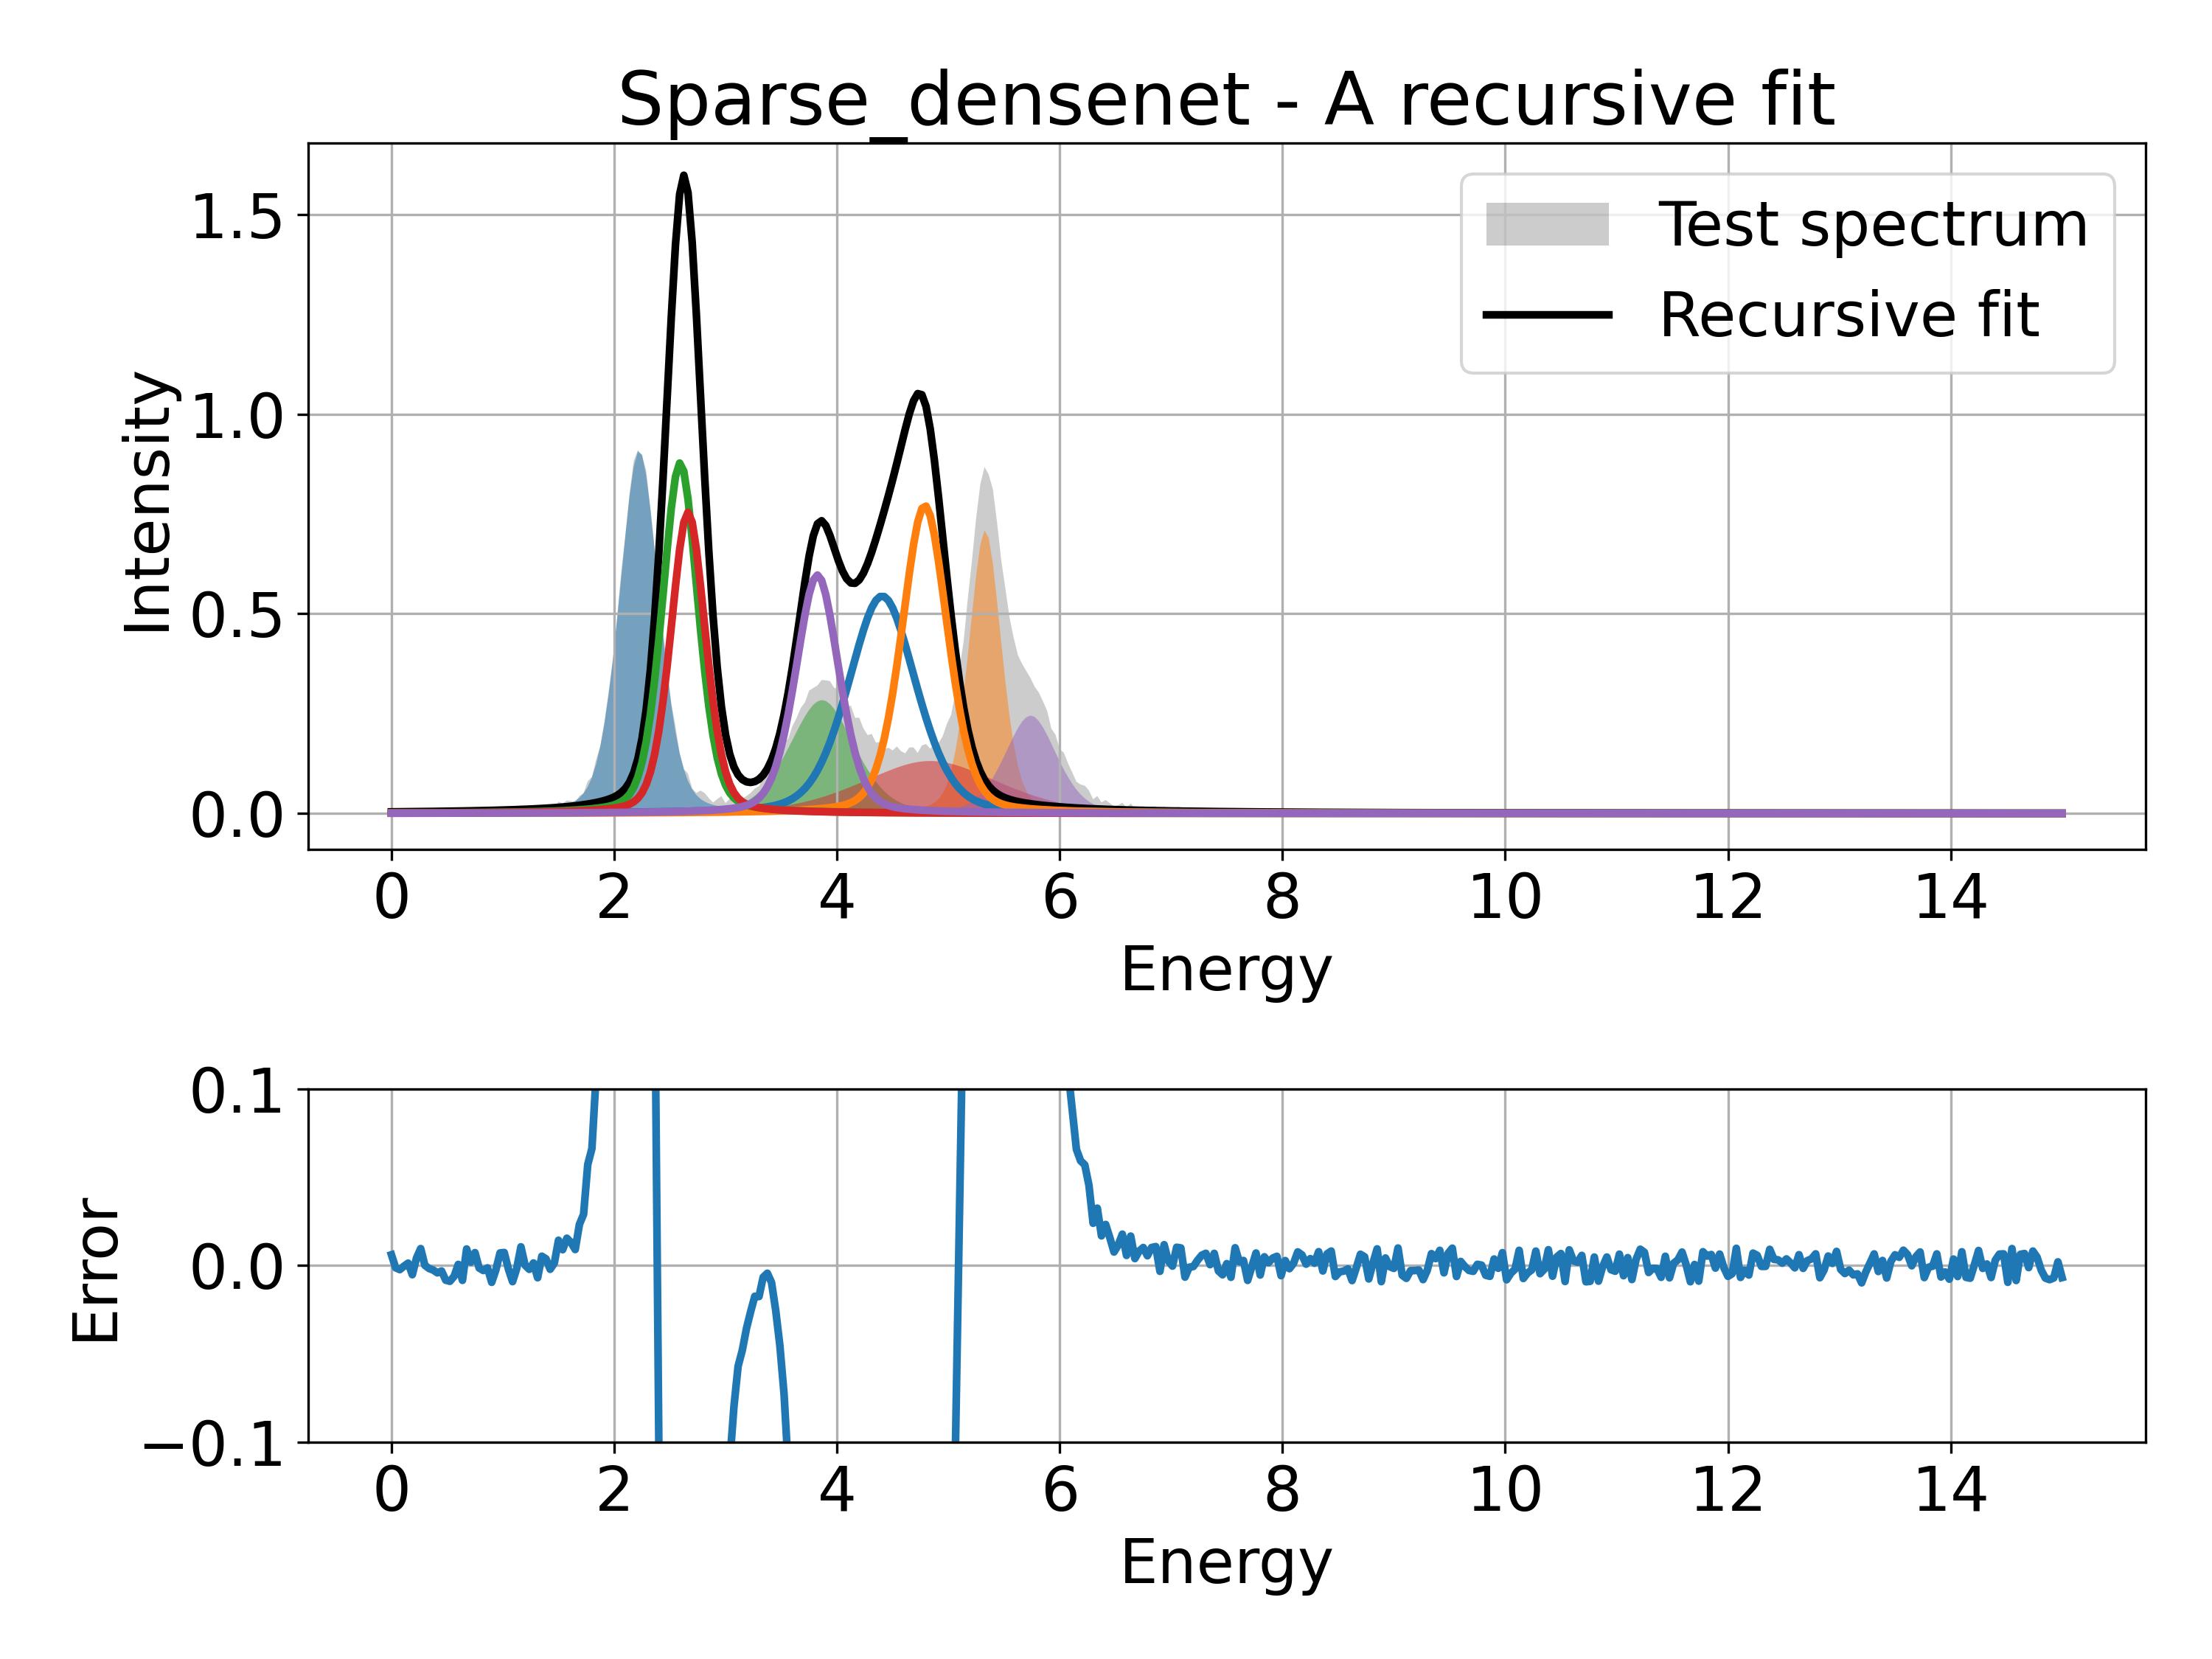 Sparse_densenet - A recursive fit
Intensity
1.5
1.0
0.5
0.0
Test spectrum
Recursive fit
0 2 4 6 8 10 12 14
Energy
Error
0.1
0.0
−0.1
0 2 4 6 8 10 12 14
Energy